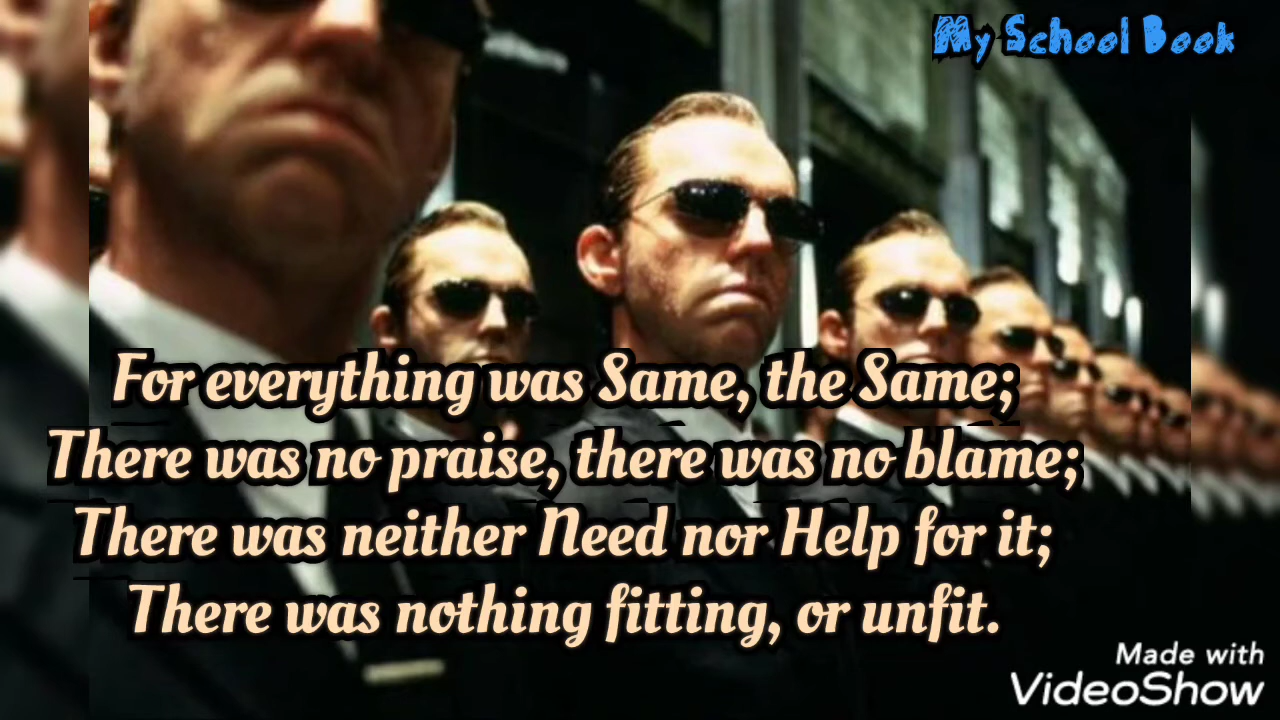 My School Book
For everything was Same, the Same;
There was no praise, there was no blame;
There was neither Need nor Help for it;
There was nothing fitting, or unfit.
Made with
VideoShow